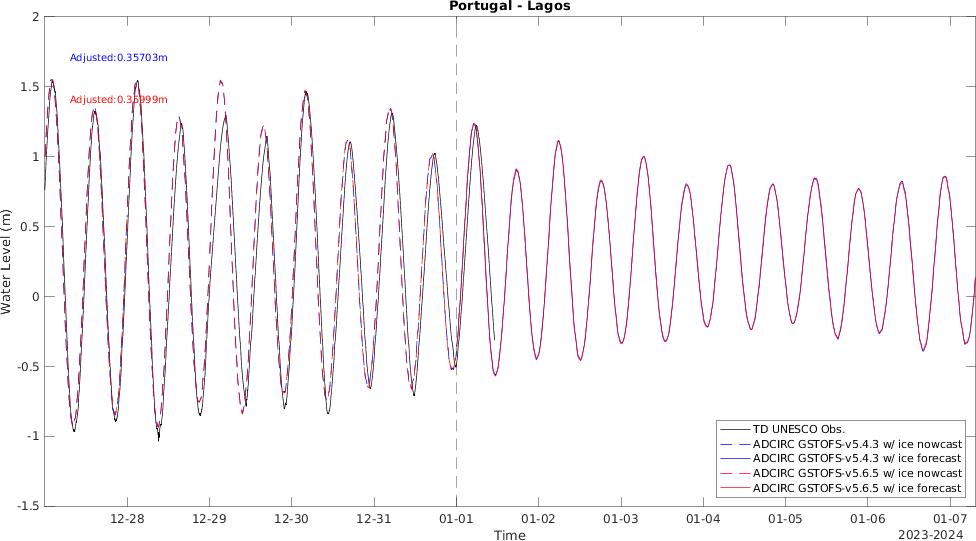 Portugal - Lagos
2
1.5
1
0.5
0
-0.5
-1
-1.5
Water Level (m)
Adjusted:0.35703m
Adjusted:0.35999m
TD UNESCO Obs.
ADCIRC GSTOFS-v5.4.3 w/ ice nowcast
ADCIRC GSTOFS-v5.4.3 w/ ice forecast
ADCIRC GSTOFS-v5.6.5 w/ ice nowcast
ADCIRC GSTOFS-v5.6.5 w/ ice forecast
12-28 12-29 12-30 12-31 01-01 01-02 01-03 01-04 01-05 01-06 01-07
Time
2023-2024